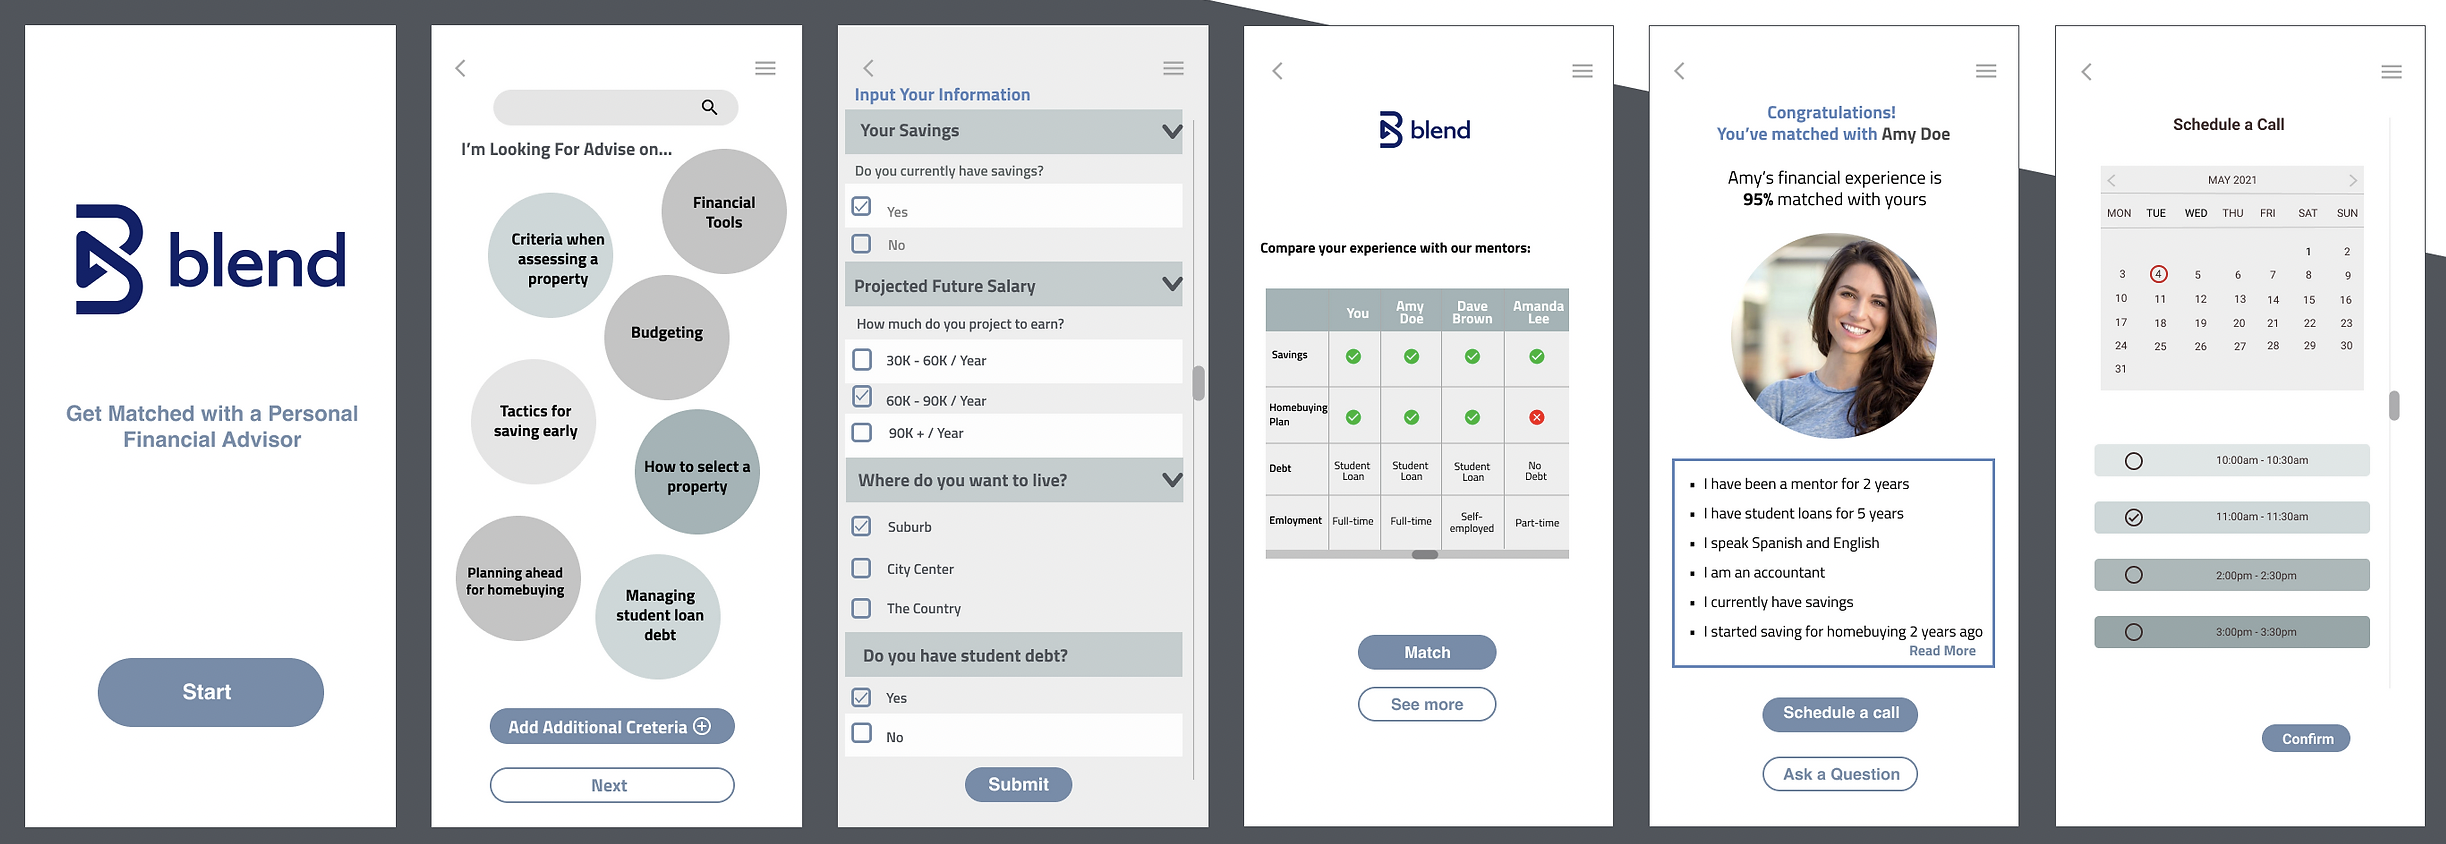 blend
Get Matched with a Personal
Financial Advisor
Start
I'm Looking For Advise on...
Financial
Tools
Criteria when
assessing a
property
Budgeting
Tactics for
saving early
How to select a
property
Planning ahead
for homebuying
Managing
student loan
debt
Add Additional Creteria
Next
Input Your Information
Your Savings
Do you currently have savings?
Yes
No
Projected Future Salary
How much do you project to earn?
30K - 60K / Year
60K - 90K / Year
90K + / Year
Where do you want to live?
Suburb
City Center
The Country
Do you have student debt?
Yes
No
Submit
blend
Compare your experience with our mentors:
You Amy Doe Dave Brown Amanda Lee
Savings
Homebuying Plan
Debt Student Loan Student Loan Student Loan No Debt
Emloyment Full-time Full-time Self-employed Part-time
Match
See more
Congratulations!
You've matched with Amy Doe
Amy's financial experience is
95% matched with yours
▪ I have been a mentor for 2 years
▪ I have student loans for 5 years
▪ I speak Spanish and English
▪ I am an accountant
▪ I currently have savings
▪ I started saving for homebuying 2 years ago
Read More
Schedule a call
Ask a Question
Schedule a Call
MAY 2021
MON TUE WED THU FRI SAT SUN
1 2
3 4 5 6 7 8 9
10 11 12 13 14 15 16
17 18 19 20 21 22 23
24 25 26 27 28 29 30
31
10:00am - 10:30am
11:00am - 11:30am
2:00pm - 2:30pm
3:00pm - 3:30pm
Confirm